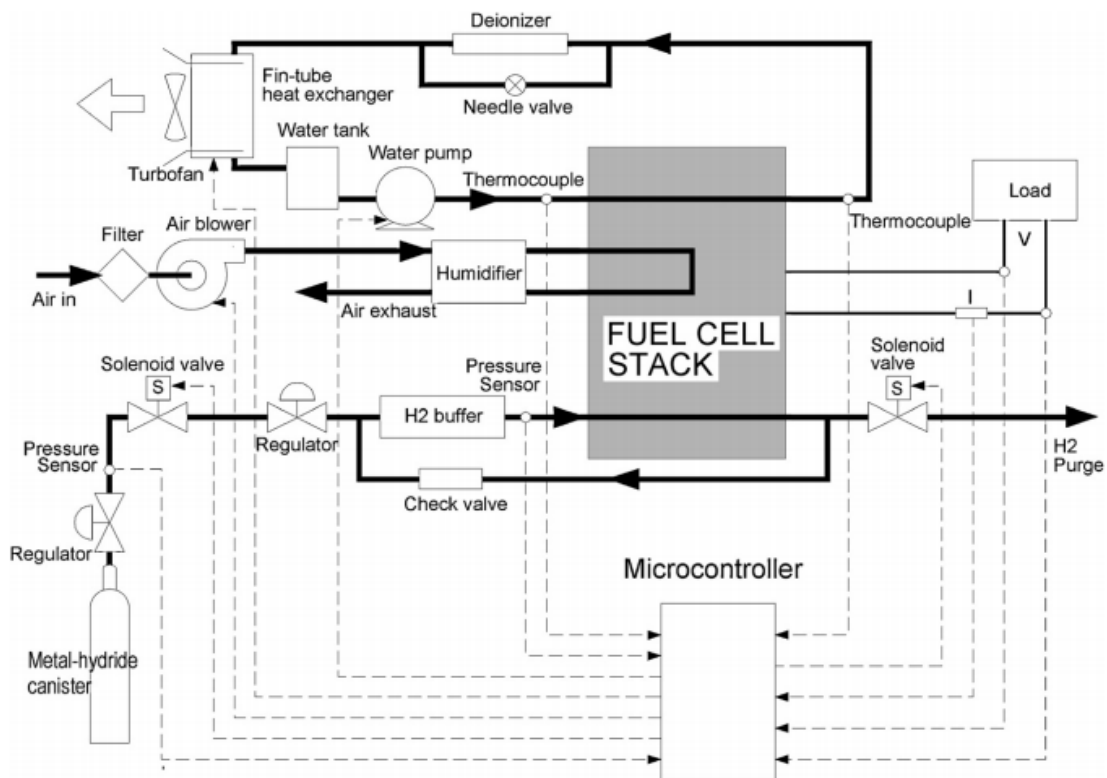 Deionizer
Fin-tube
heat exchanger
Needle valve
Water tank
Water pump
Turbofan
Thermocouple
Load
Thermocouple
Air blower
Filter
V
Humidifier
Air in
Air exhaust
I
FUEL CELL
STACK
Solenoid valve
S
Pressure
Sensor
Solenoid
valve
S
H2 buffer
Regulator
Pressure
Sensor
H2
Purge
Check valve
Regulator
Microcontroller
Metal-hydride
canister